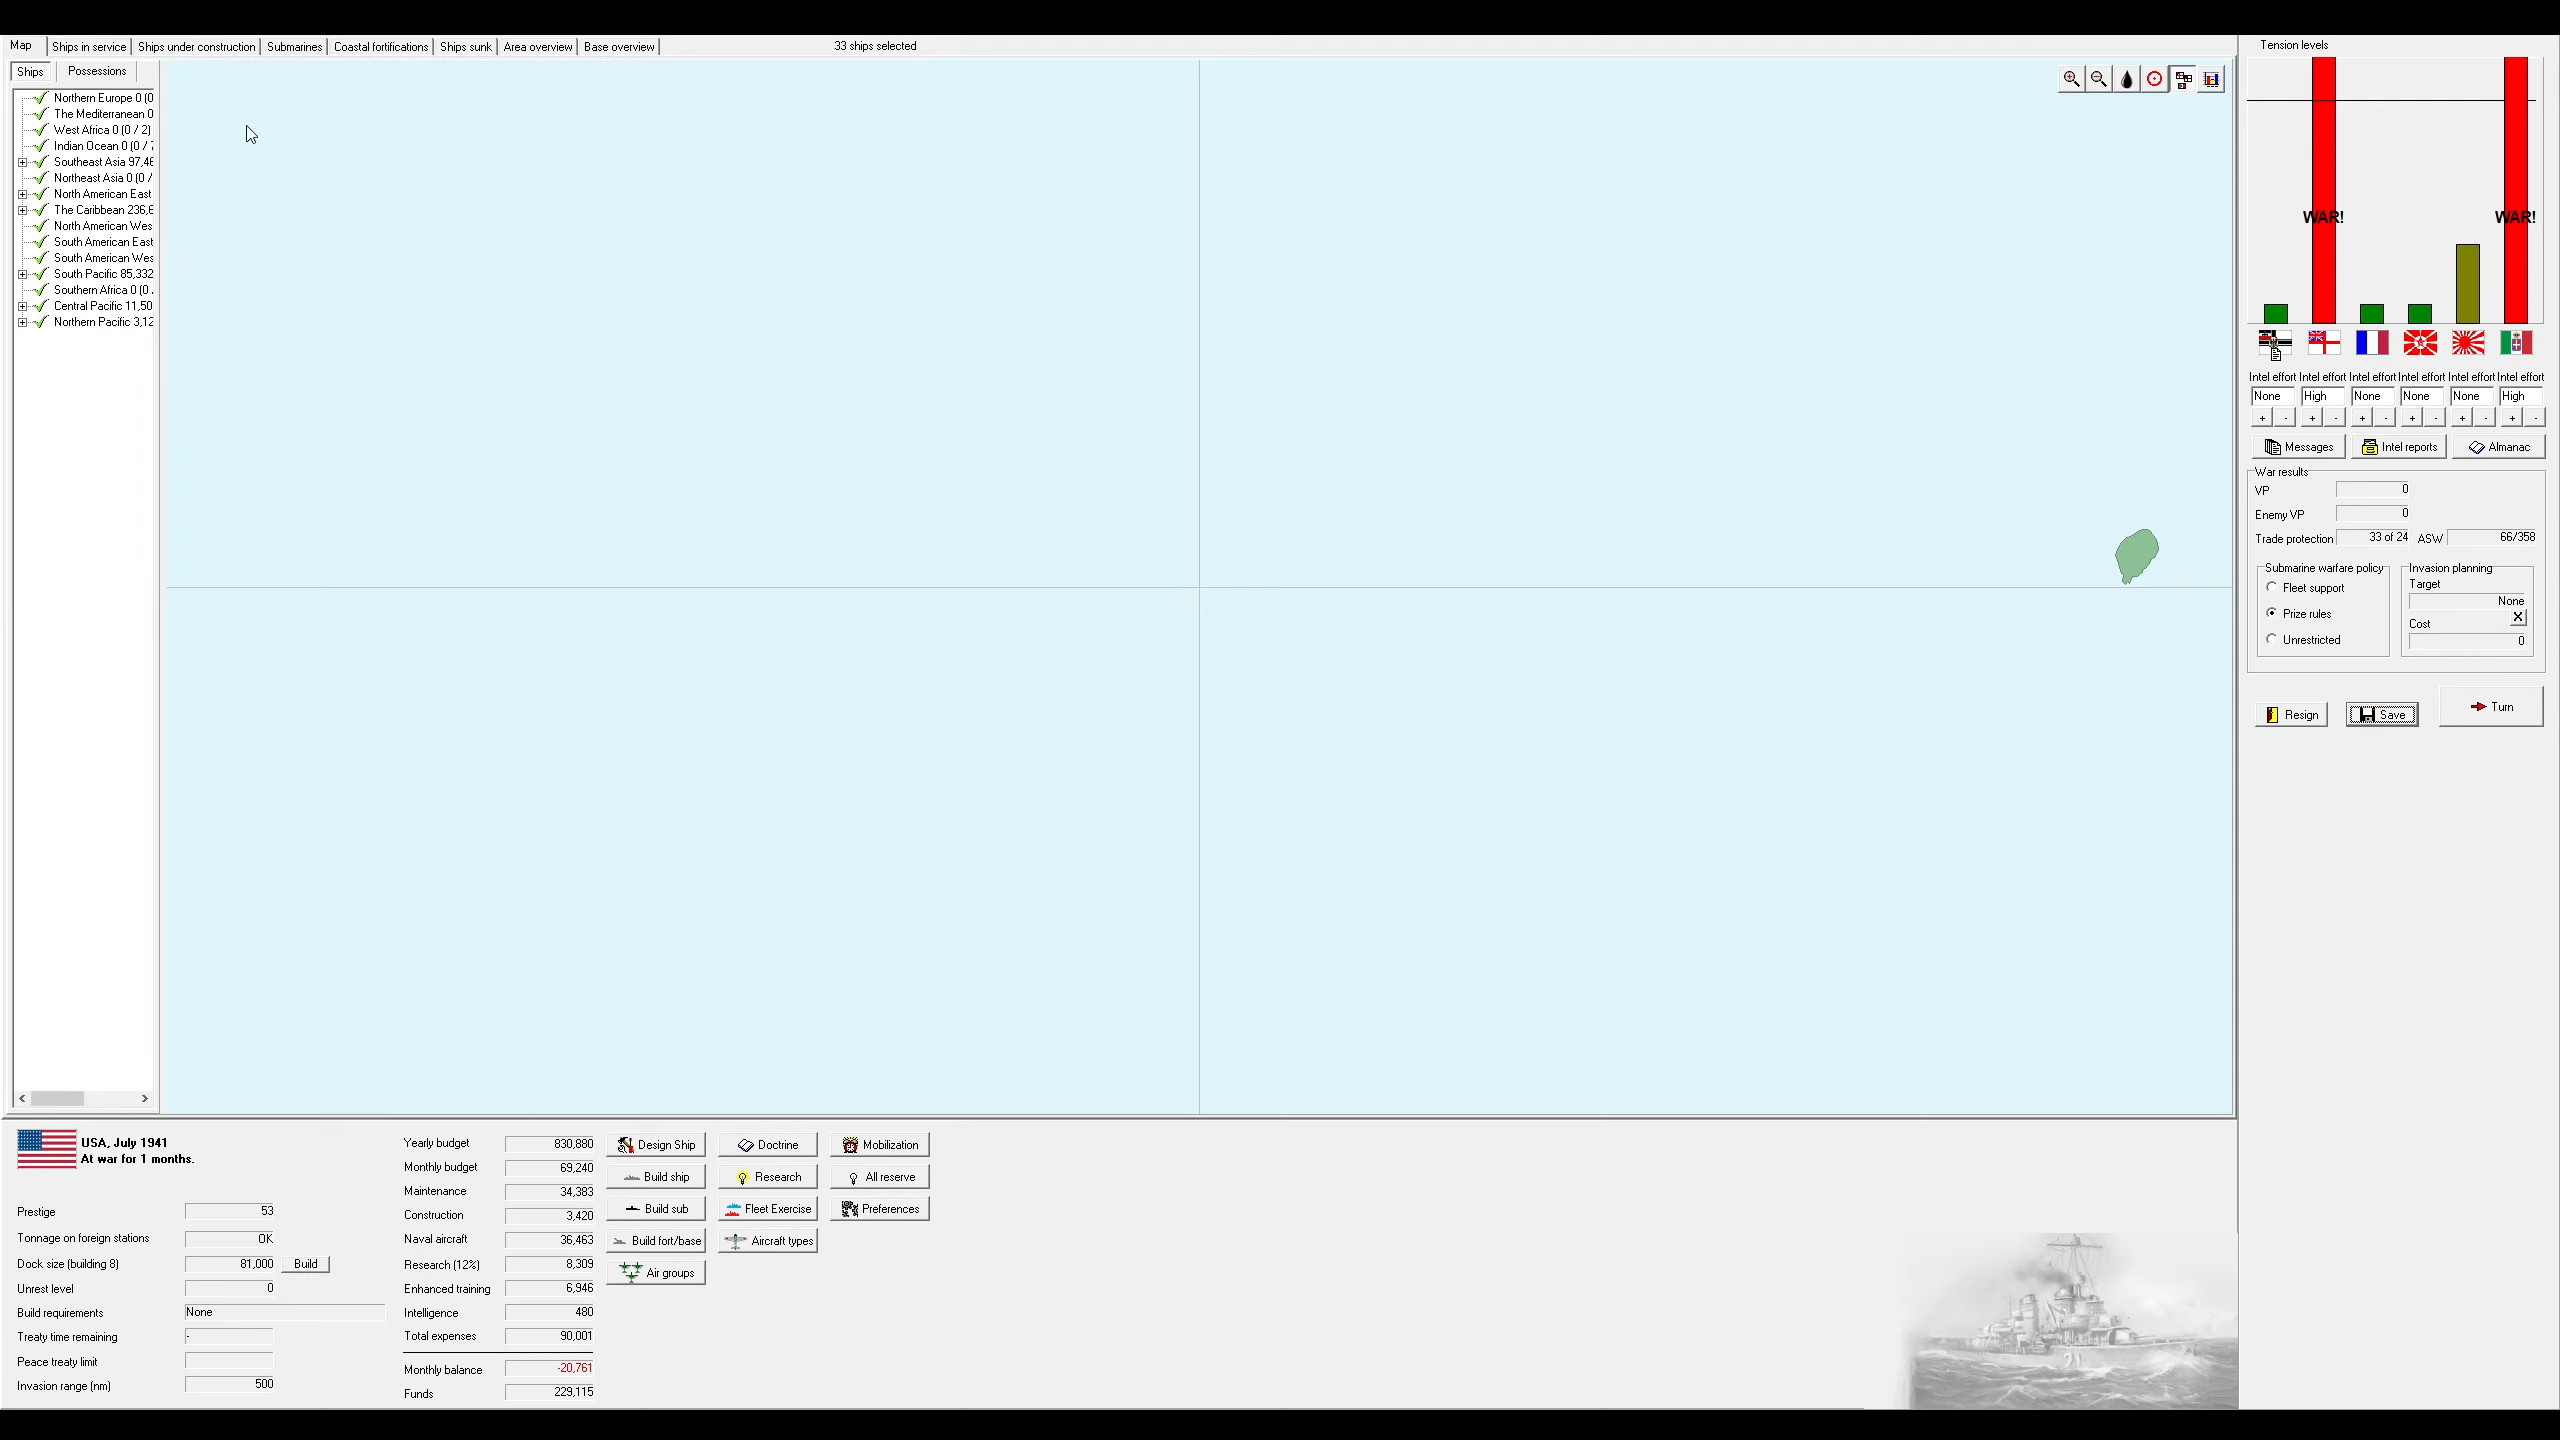 Map Ships in service Ships under construction Submarines Coastal fortifications Ships sunk Area overview Base overview 33 ships selected
Ships Possessions
Northern Europe 0 (0
The Mediterranean 0
West Africa 0 (0 / 2)
Indian Ocean 0 (0 / 7
Southeast Asia 97,46
Northeast Asia 0 (0 /
North American East
The Caribbean 236,6
North American Wes
South American East
South American Wes
South Pacific 85,332
Southern Africa 0 (0 .
Central Pacific 11,50
Northern Pacific 3,12
Tension levels
WAR! WAR!
Intel effort Intel effort Intel effort Intel effort Intel effort Intel effort
None High None None None High
+ - + - + - + - + - + -
Messages Intel reports Almanac
War results
VP 0
Enemy VP 0
Trade protection 33 of 24 ASW 66/358
Submarine warfare policy
Fleet support
Prize rules
Unrestricted
Invasion planning
Target
None
X
Cost
0
Resign Save Turn
USA, July 1941
At war for 1 months.
Prestige 53
Tonnage on foreign stations OK
Dock size (building 8) 81,000 Build
Unrest level 0
Build requirements None
Treaty time remaining -
Peace treaty limit
Invasion range (nm) 500
Yearly budget 830,880
Monthly budget 69,240
Maintenance 34,383
Construction 3,420
Naval aircraft 36,463
Research (12%) 8,309
Enhanced training 6,946
Intelligence 480
Total expenses 90,001
Monthly balance -20,761
Funds 229,115
Design Ship Doctrine Mobilization
Build ship Research All reserve
Build sub Fleet Exercise Preferences
Build fort/base Aircraft types
Air groups